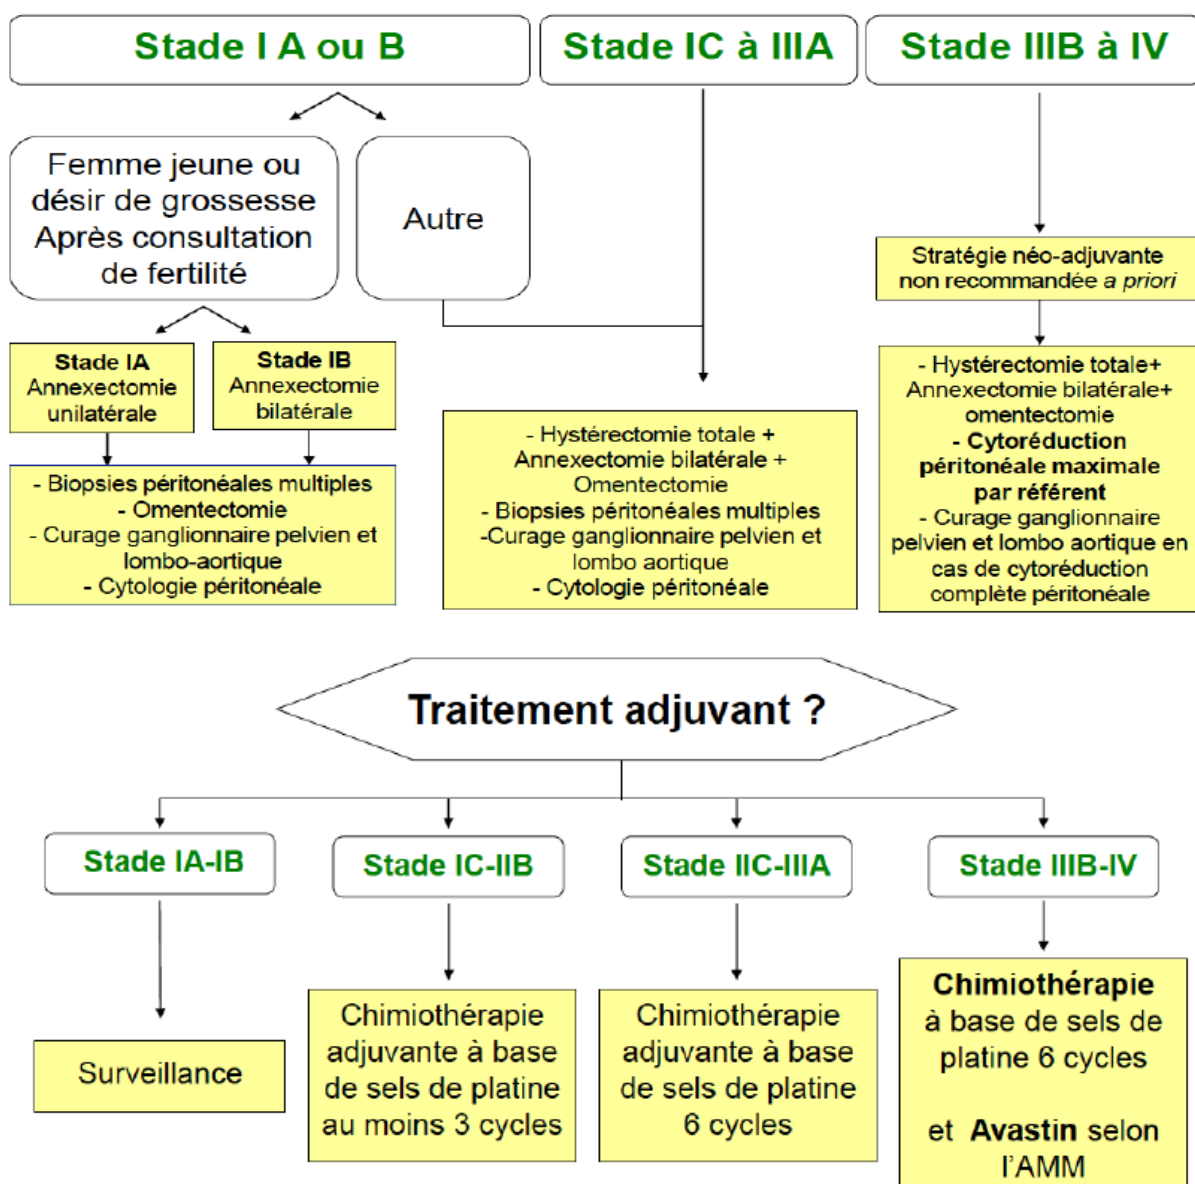 Stade I A ou B
Stade IC à IIIA
Stade IIIB à IV
Femme jeune ou
désir de grossesse
Après consultation
de fertilité
Autre
Stratégie néo-adjuvante
non recommandée a priori
Stade IA
Annexectomie
unilatérale
Stade IB
Annexectomie
bilatérale
- Biopsies péritonéales multiples
- Omentectomie
- Curage ganglionnaire pelvien et
lombo-aortique
- Cytologie péritonéale
- Hystérectomie totale +
Annexectomie bilatérale +
Omentectomie
- Biopsies péritonéales multiples
-Curage ganglionnaire pelvien et
lombo aortique
- Cytologie péritonéale
- Hystérectomie totale+
Annexectomie bilatérale+
omentectomie
- Cytoréduction
péritonéale maximale
par référent
- Curage ganglionnaire
pelvien et lombo aortique en
cas de cytoréduction
complète péritonéale
Traitement adjuvant ?
Stade IA-IB
Stade IC-IIB
Stade IIC-IIIA
Stade IIIB-IV
Surveillance
Chimiothérapie
adjuvante à base
de sels de platine
au moins 3 cycles
Chimiothérapie
adjuvante à base
de sels de platine
6 cycles
Chimiothérapie
à base de sels de
platine 6 cycles
et Avastin selon
l'AMM